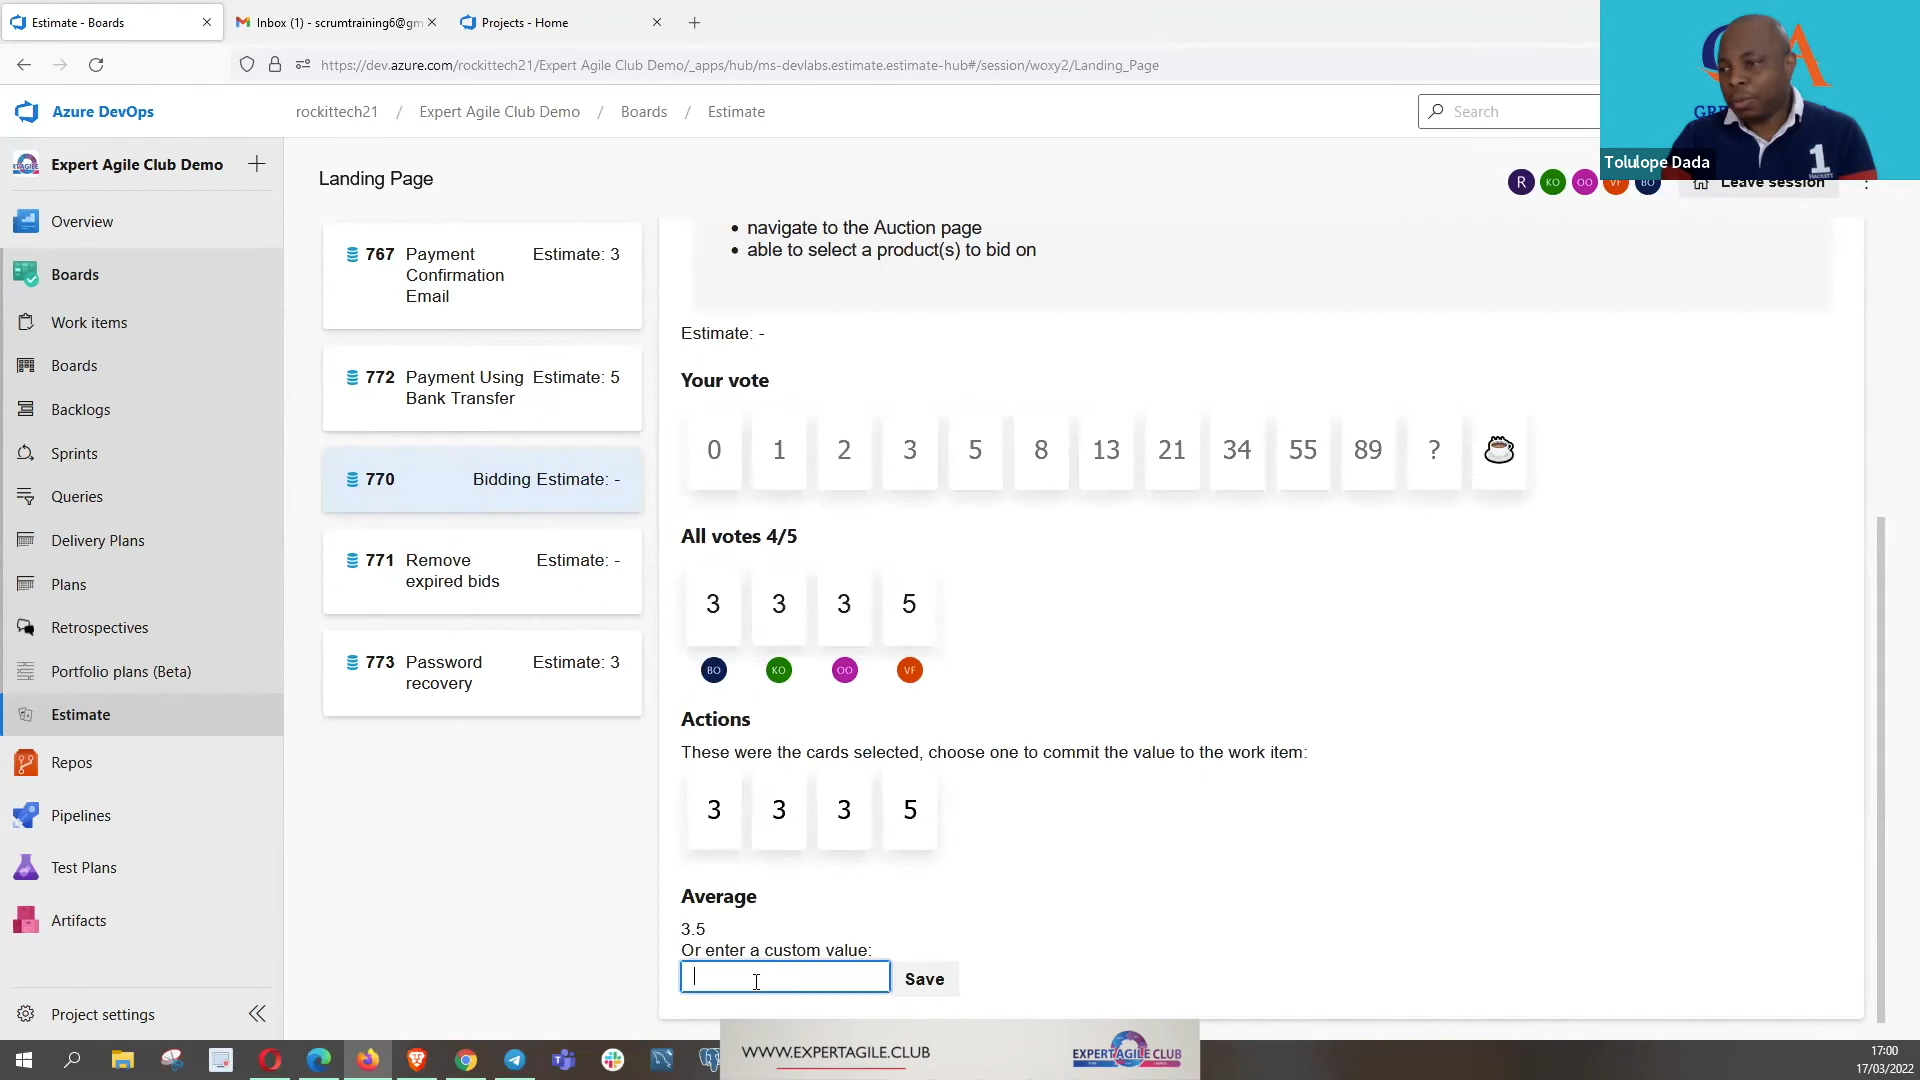 Estimate - Boards
Inbox (1) - scrumtraining6@gm
Projects - Home
https://dev.azure.com/rockittech21/Expert Agile Club Demo/_apps/hub/ms-devlabs.estimate.estimate-hub#/session/woxy2/Landing_Page
Azure DevOps
rockittech21 / Expert Agile Club Demo / Boards / Estimate
Search
Tolulope Dada
1
Expert Agile Club Demo
Overview
Boards
Work items
Boards
Backlogs
Sprints
Queries
Delivery Plans
Plans
Retrospectives
Portfolio plans (Beta)
Estimate
Repos
Pipelines
Test Plans
Artifacts
Project settings
Landing Page
R KO OO VF BO
Leave session
767 Payment Estimate: 3
Confirmation
Email
772 Payment Using Estimate: 5
Bank Transfer
770 Bidding Estimate: -
771 Remove Estimate: -
expired bids
773 Password Estimate: 3
recovery
• navigate to the Auction page
• able to select a product(s) to bid on
Estimate: -
Your vote
0 1 2 3 5 8 13 21 34 55 89 ?
All votes 4/5
3 3 3 5
BO KO OO VF
Actions
These were the cards selected, choose one to commit the value to the work item:
3 3 3 5
Average
3.5
Or enter a custom value:
Save
WWW.EXPERTAGILE.CLUB
EXPERTAGILE CLUB
17:00
17/03/2022